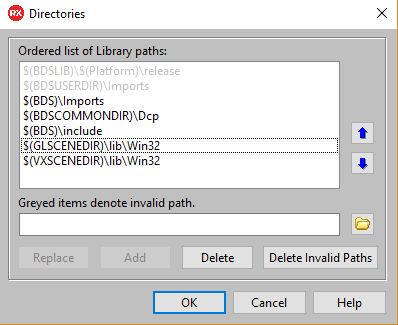 RX Directories
Ordered list of Library paths:
$(BDSLIB)\$(Platform)\release
$(BDSUSERDIR)\Imports
$(BDS)\Imports
$(BDSCOMMONDIR)\Dcp
$(BDS)\include
$(GLSCENEDIR)\lib\Win32
$(VXSCENEDIR)\lib\Win32
Greyed items denote invalid path.
Replace Add Delete Delete Invalid Paths
OK Cancel Help